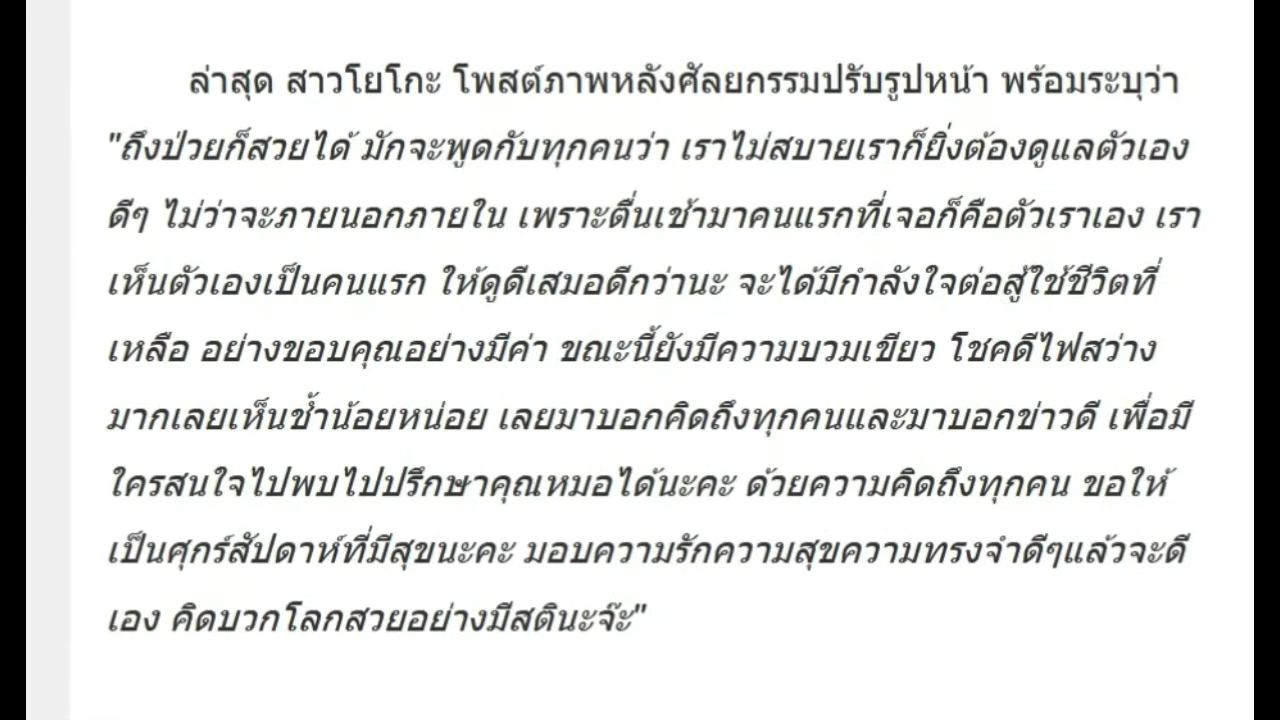 ล่าสุด สาวโยโกะ โพสต์ภาพหลังศัลยกรรมปรับรูปหน้า พร้อมระบุว่า
"ถึงป่วยก็สวยได้ มักจะพูดกับทุกคนว่า เราไม่สบายเราก็ยิ่งต้องดูแลตัวเอง
ดีๆ ไม่ว่าจะภายนอกภายใน เพราะตื่นเช้ามาคนแรกที่เจอก็คือตัวเราเอง เรา
เห็นตัวเองเป็นคนแรก ให้ดูดีเสมอดีกว่านะ จะได้มีกำลังใจต่อสู้ใช้ชีวิตที่
เหลือ อย่างขอบคุณอย่างมีค่า ขณะนี้ยังมีความบวมเขียว โชคดีไฟสว่าง
มากเลยเห็นช้ำน้อยหน่อย เลยมาบอกคิดถึงทุกคนและมาบอกข่าวดี เพื่อมี
ใครสนใจไปพบไปปรึกษาคุณหมอได้นะคะ ด้วยความคิดถึงทุกคน ขอให้
เป็นศุกร์สัปดาห์ที่มีสุขนะคะ มอบความรักความสุขความทรงจำดีๆแล้วจะดี
เอง คิดบวกโลกสวยอย่างมีสตินะจ๊ะ"